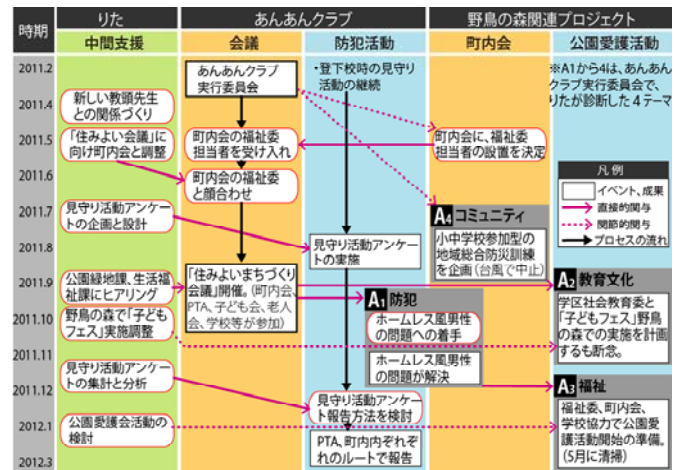 時期
りた
あんあんクラブ
野鳥の森関連プロジェクト
中間支援
会議
防犯活動
町内会
公園愛護活動
2011.2
2011.4
2011.5
2011.6
2011.7
2011.8
2011.9
2011.10
2011.11
2011.12
2012.1
2012.3
新しい教頭先生
との関係づくり
「住みよい会議」に
向け町内会と調整
見守り活動アンケー
トの企画と設計
公園緑地課、生活福
祉課にヒアリング
野鳥の森で「子ども
フェス」実施調整
見守り活動アンケー
トの集計と分析
公園愛護会活動の
検討
あんあんクラブ
実行委員会
町内会の福祉委
担当者を受け入れ
町内会の福祉委
と顔合わせ
「住みよいまちづくり
会議」開催。(町内会、
PTA、子ども会、老人
会、学校等が参加)
・登下校時の見守り
活動の継続
見守り活動アンケー
トの実施
A1 防犯
ホームレス風男性
の問題への着手
ホームレス風男性
の問題が解決
見守り活動アンケー
ト報告方法を検討
PTA、町内内ぞれぞ
れのルートで報告
町内会に、福祉委
担当者の設置を決定
A4 コミュニティ
小中学校参加型の
地域総合防災訓練
を企画(台風で中止)
※A1から4は、あんあん
クラブ実行委員会で、
りたが診断した4テーマ
凡例
イベント、成果
直接的関与
間節的関与
プロセスの流れ
A2 教育文化
学区社会教育委と
「子どもフェス」野鳥
の森での実施を計画
するも断念。
A3 福祉
福祉委、町内会、
学校協力で公園愛
護活動開始の準備。
(5月に清掃)